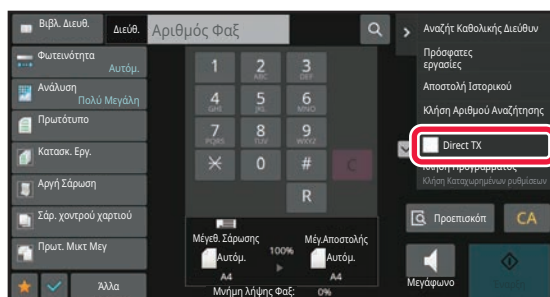 Βιβλ. Διευθ.
Διεύθ.
Αριθμός Φαξ
Φωτεινότητα
Αυτόμ.
Ανάλυση
Πολύ Μεγάλη
Πρωτότυπο
Κατασκ. Εργ.
Αργή Σάρωση
Σάρ. χοντρού χαρτιού
Πρωτ. Μικτ Μεγ
Άλλα
1
2
ABC
3
DEF
4
GHI
5
JKL
6
MNO
7
PQRS
8
TUV
9
WXYZ
0
#
C
R
Μέγεθ. Σάρωσης
Αυτόμ.
A4
100%
Μέγ.Αποστολής
Αυτόμ.
A4
Μνήμη λήψης Φαξ: 0%
Αναζήτ Καθολικής Διεύθυν
Πρόσφατες
εργασίες
Αποστολή Ιστορικού
Κλήση Αριθμού Αναζήτησης
Direct TX
Κλήση Προγράμματος
Κλήση Καταχωρημένων ρυθμίσεων
Προεπισκόπ
CA
Μεγάφωνο